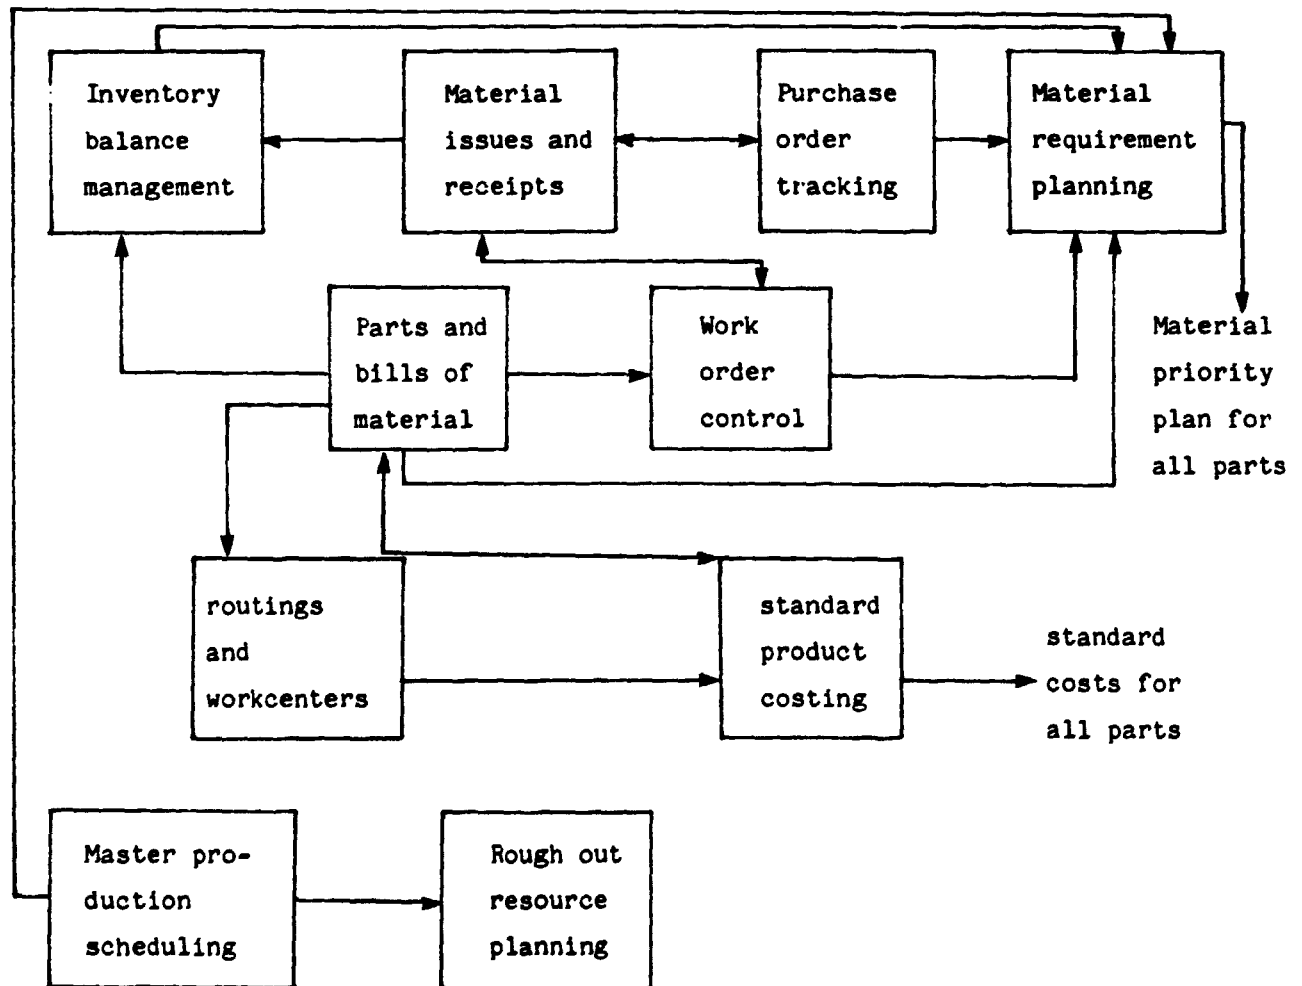 Inventory
balance
management
Material
issues and
receipts
Purchase
order
tracking
Material
requirement
planning
Parts and
bills of
material
Work
order
control
Material
priority
plan for
all parts
routings
and
workcenters
standard
product
costing
standard
costs for
all parts
Master pro-
duction
scheduling
Rough out
resource
planning